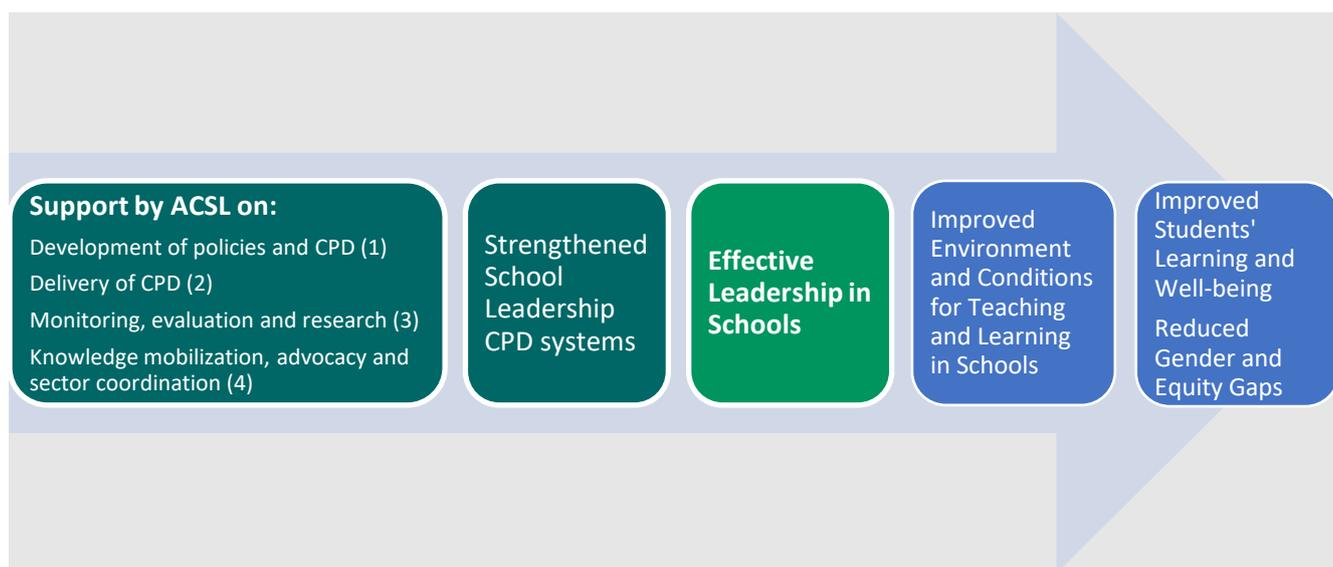 Support by ACSL on:
Development of policies and CPD (1)
Delivery of CPD (2)
Monitoring, evaluation and research (3)
Knowledge mobilization, advocacy and
sector coordination (4)
Strengthened
School
Leadership
CPD systems
Effective
Leadership in
Schools
Improved
Environment
and Conditions
for Teaching
and Learning
in Schools
Improved
Students'
Learning and
Well-being
Reduced
Gender and
Equity Gaps